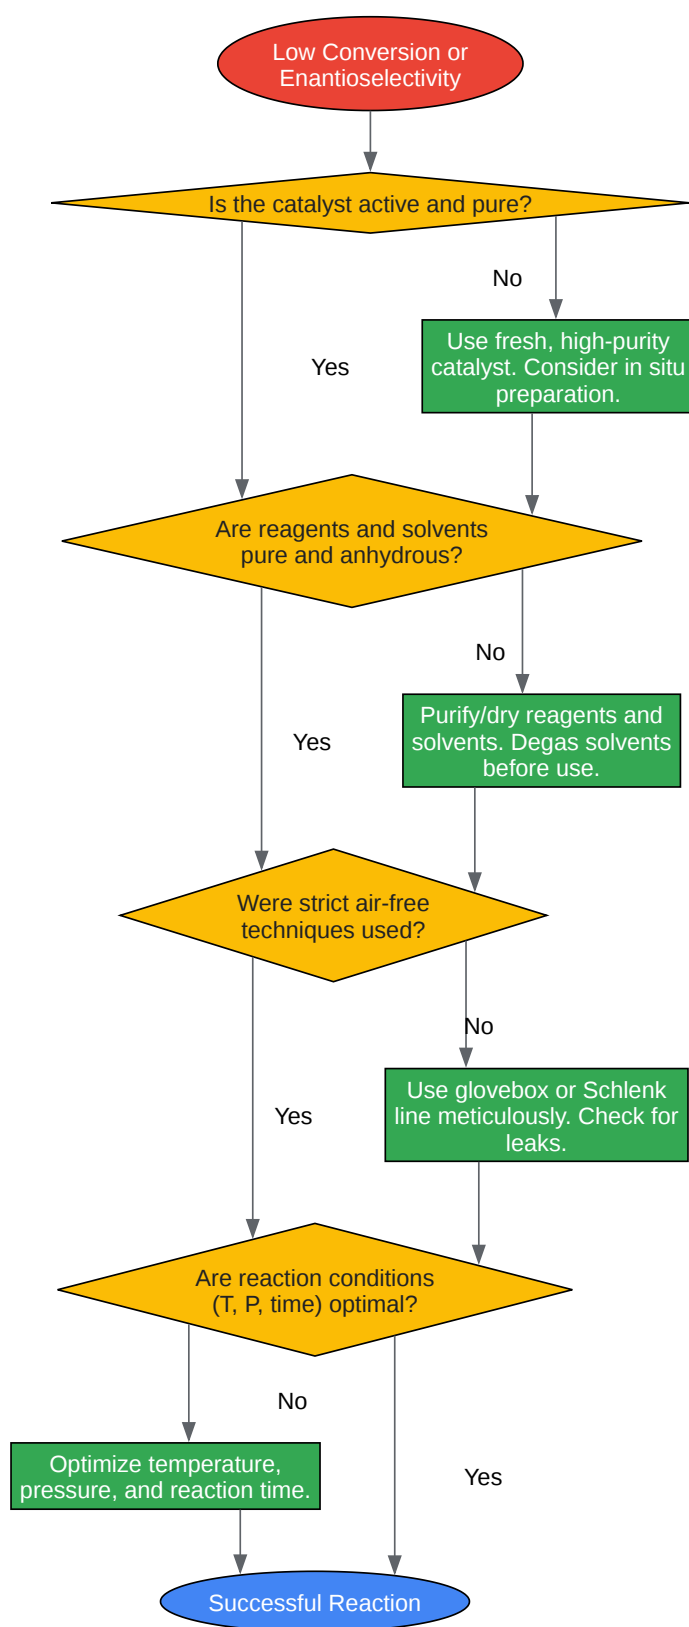 Low Conversion or
Enantioselectivity
Is the catalyst active and pure?
No
Yes
Use fresh, high-purity
catalyst. Consider in situ
preparation.
Are reagents and solvents
pure and anhydrous?
No
Yes
Purify/dry reagents and
solvents. Degas solvents
before use.
Were strict air-free
techniques used?
No
Yes
Use glovebox or Schlenk
line meticulously. Check for
leaks.
Are reaction conditions
(T, P, time) optimal?
No
Yes
Optimize temperature,
pressure, and reaction time.
Successful Reaction